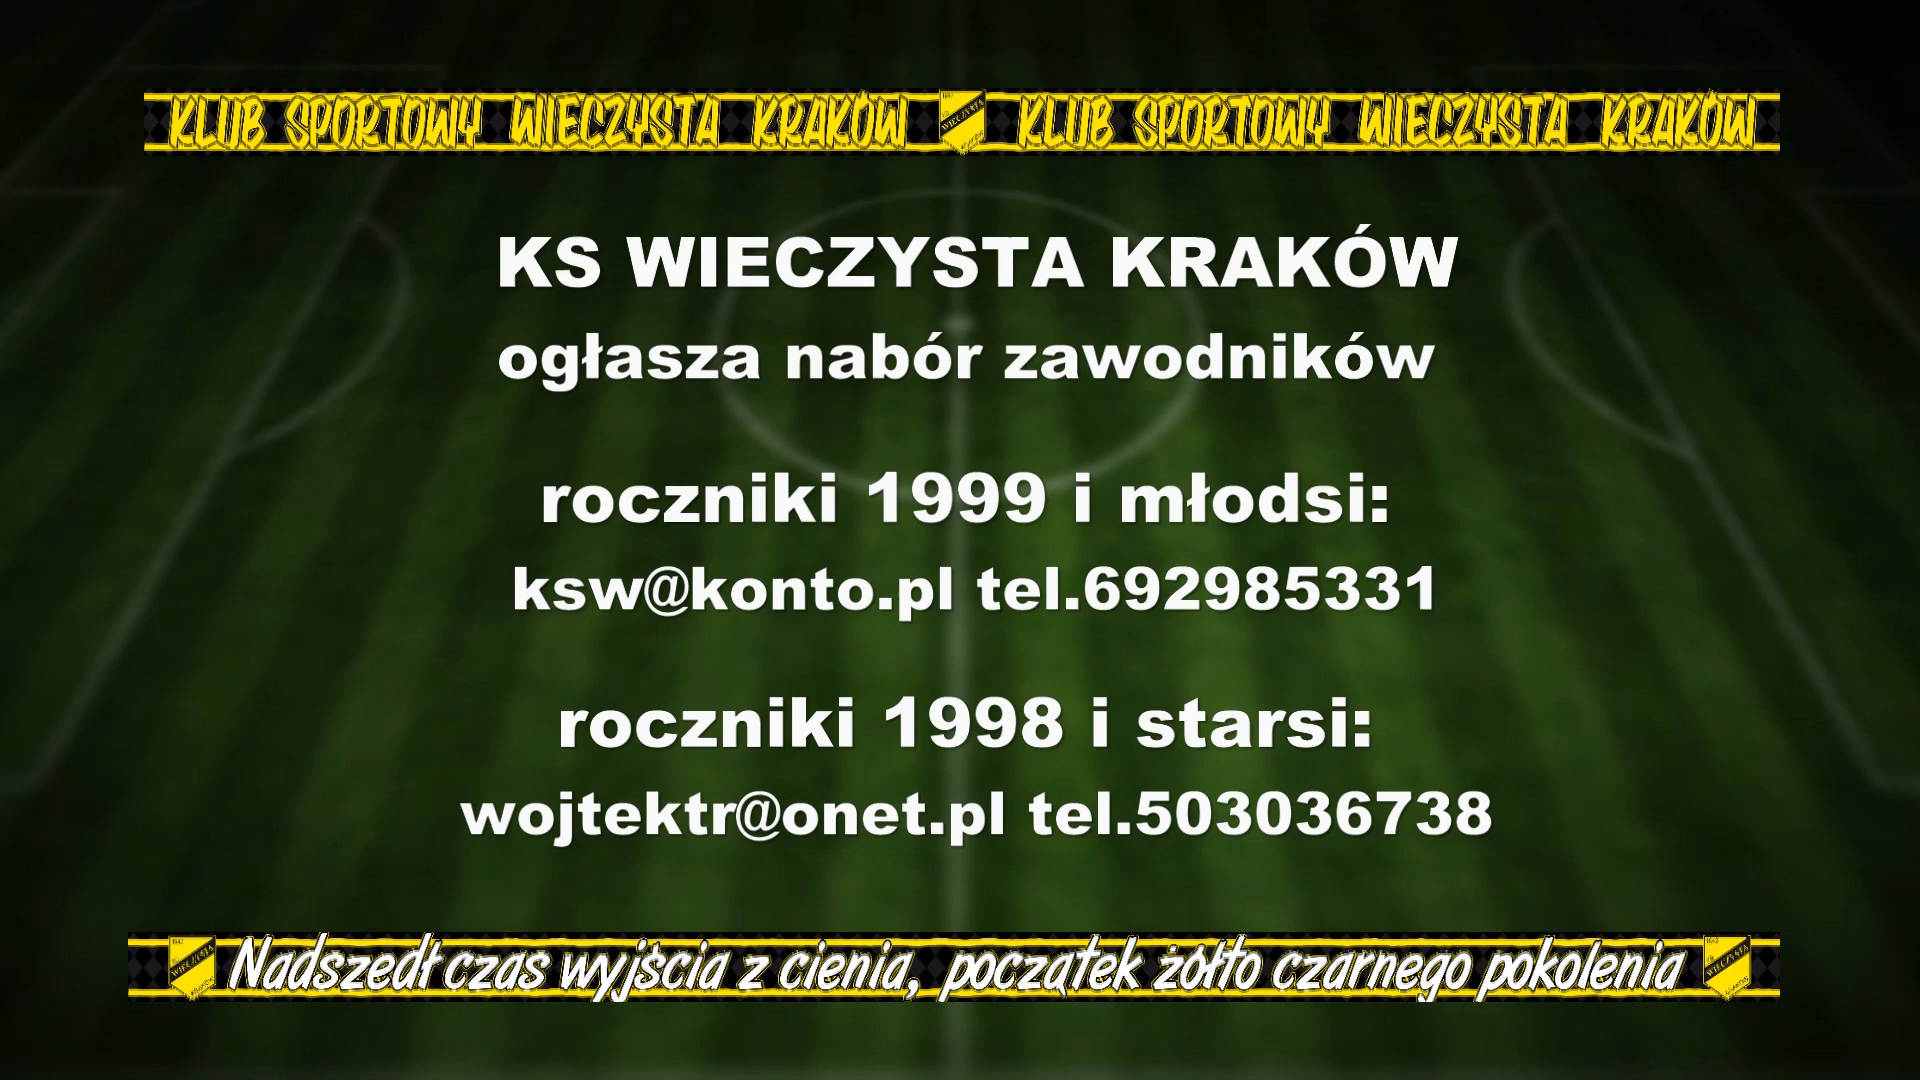 KLUB SPORTOWY WIECZYSTA KRAKÓW KLUB SPORTOWY WIECZYSTA KRAKÓW
KS WIECZYSTA KRAKÓW
ogłasza nabór zawodników
roczniki 1999 i młodsi:
ksw@konto.pl tel.692985331
roczniki 1998 i starsi:
wojtektr@onet.pl tel.503036738
Nadszedł czas wyjścia z cienia, początek żółto czarnego pokolenia